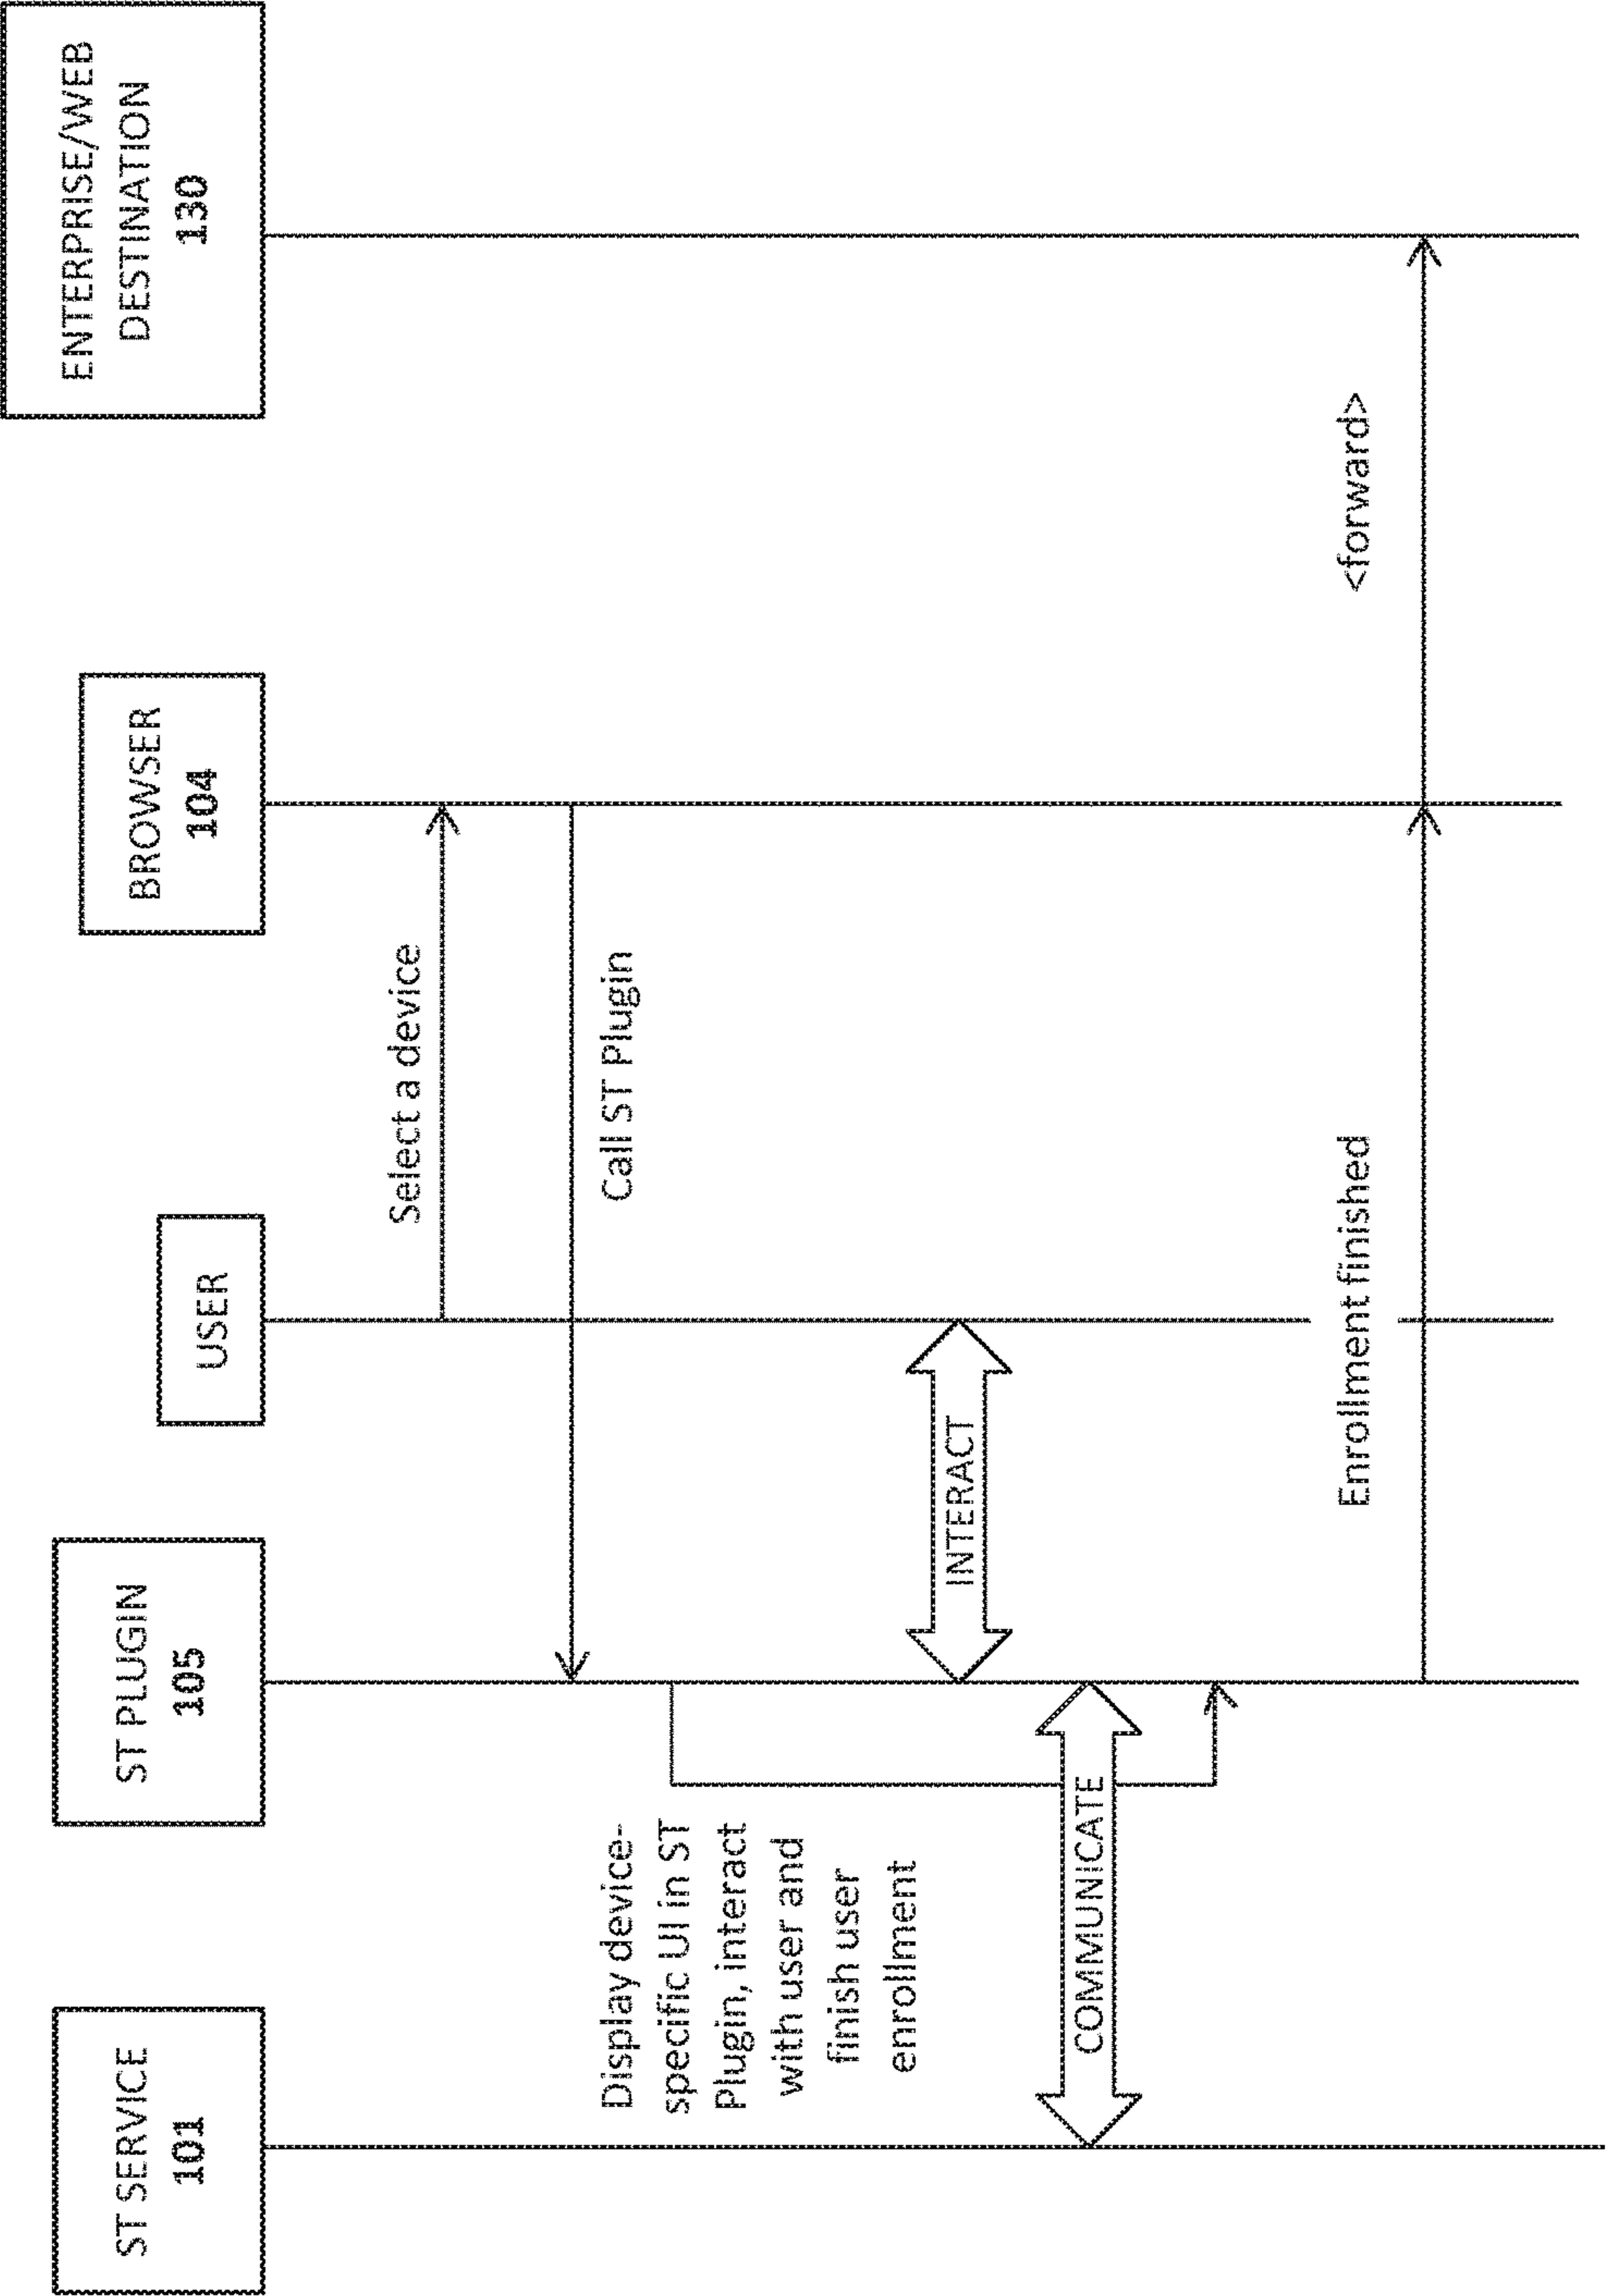 ST SERVICE
101
ST PLUGIN
105
USER
BROWSER
104
ENTERPRISE/WEB
DESTINATION
130
Select a device
Call ST Plugin
Display device-
specific UI in ST
Plugin, interact
with user and
finish user
enrollment
INTERACT
COMMUNICATE
Enrollment finished
<forward>